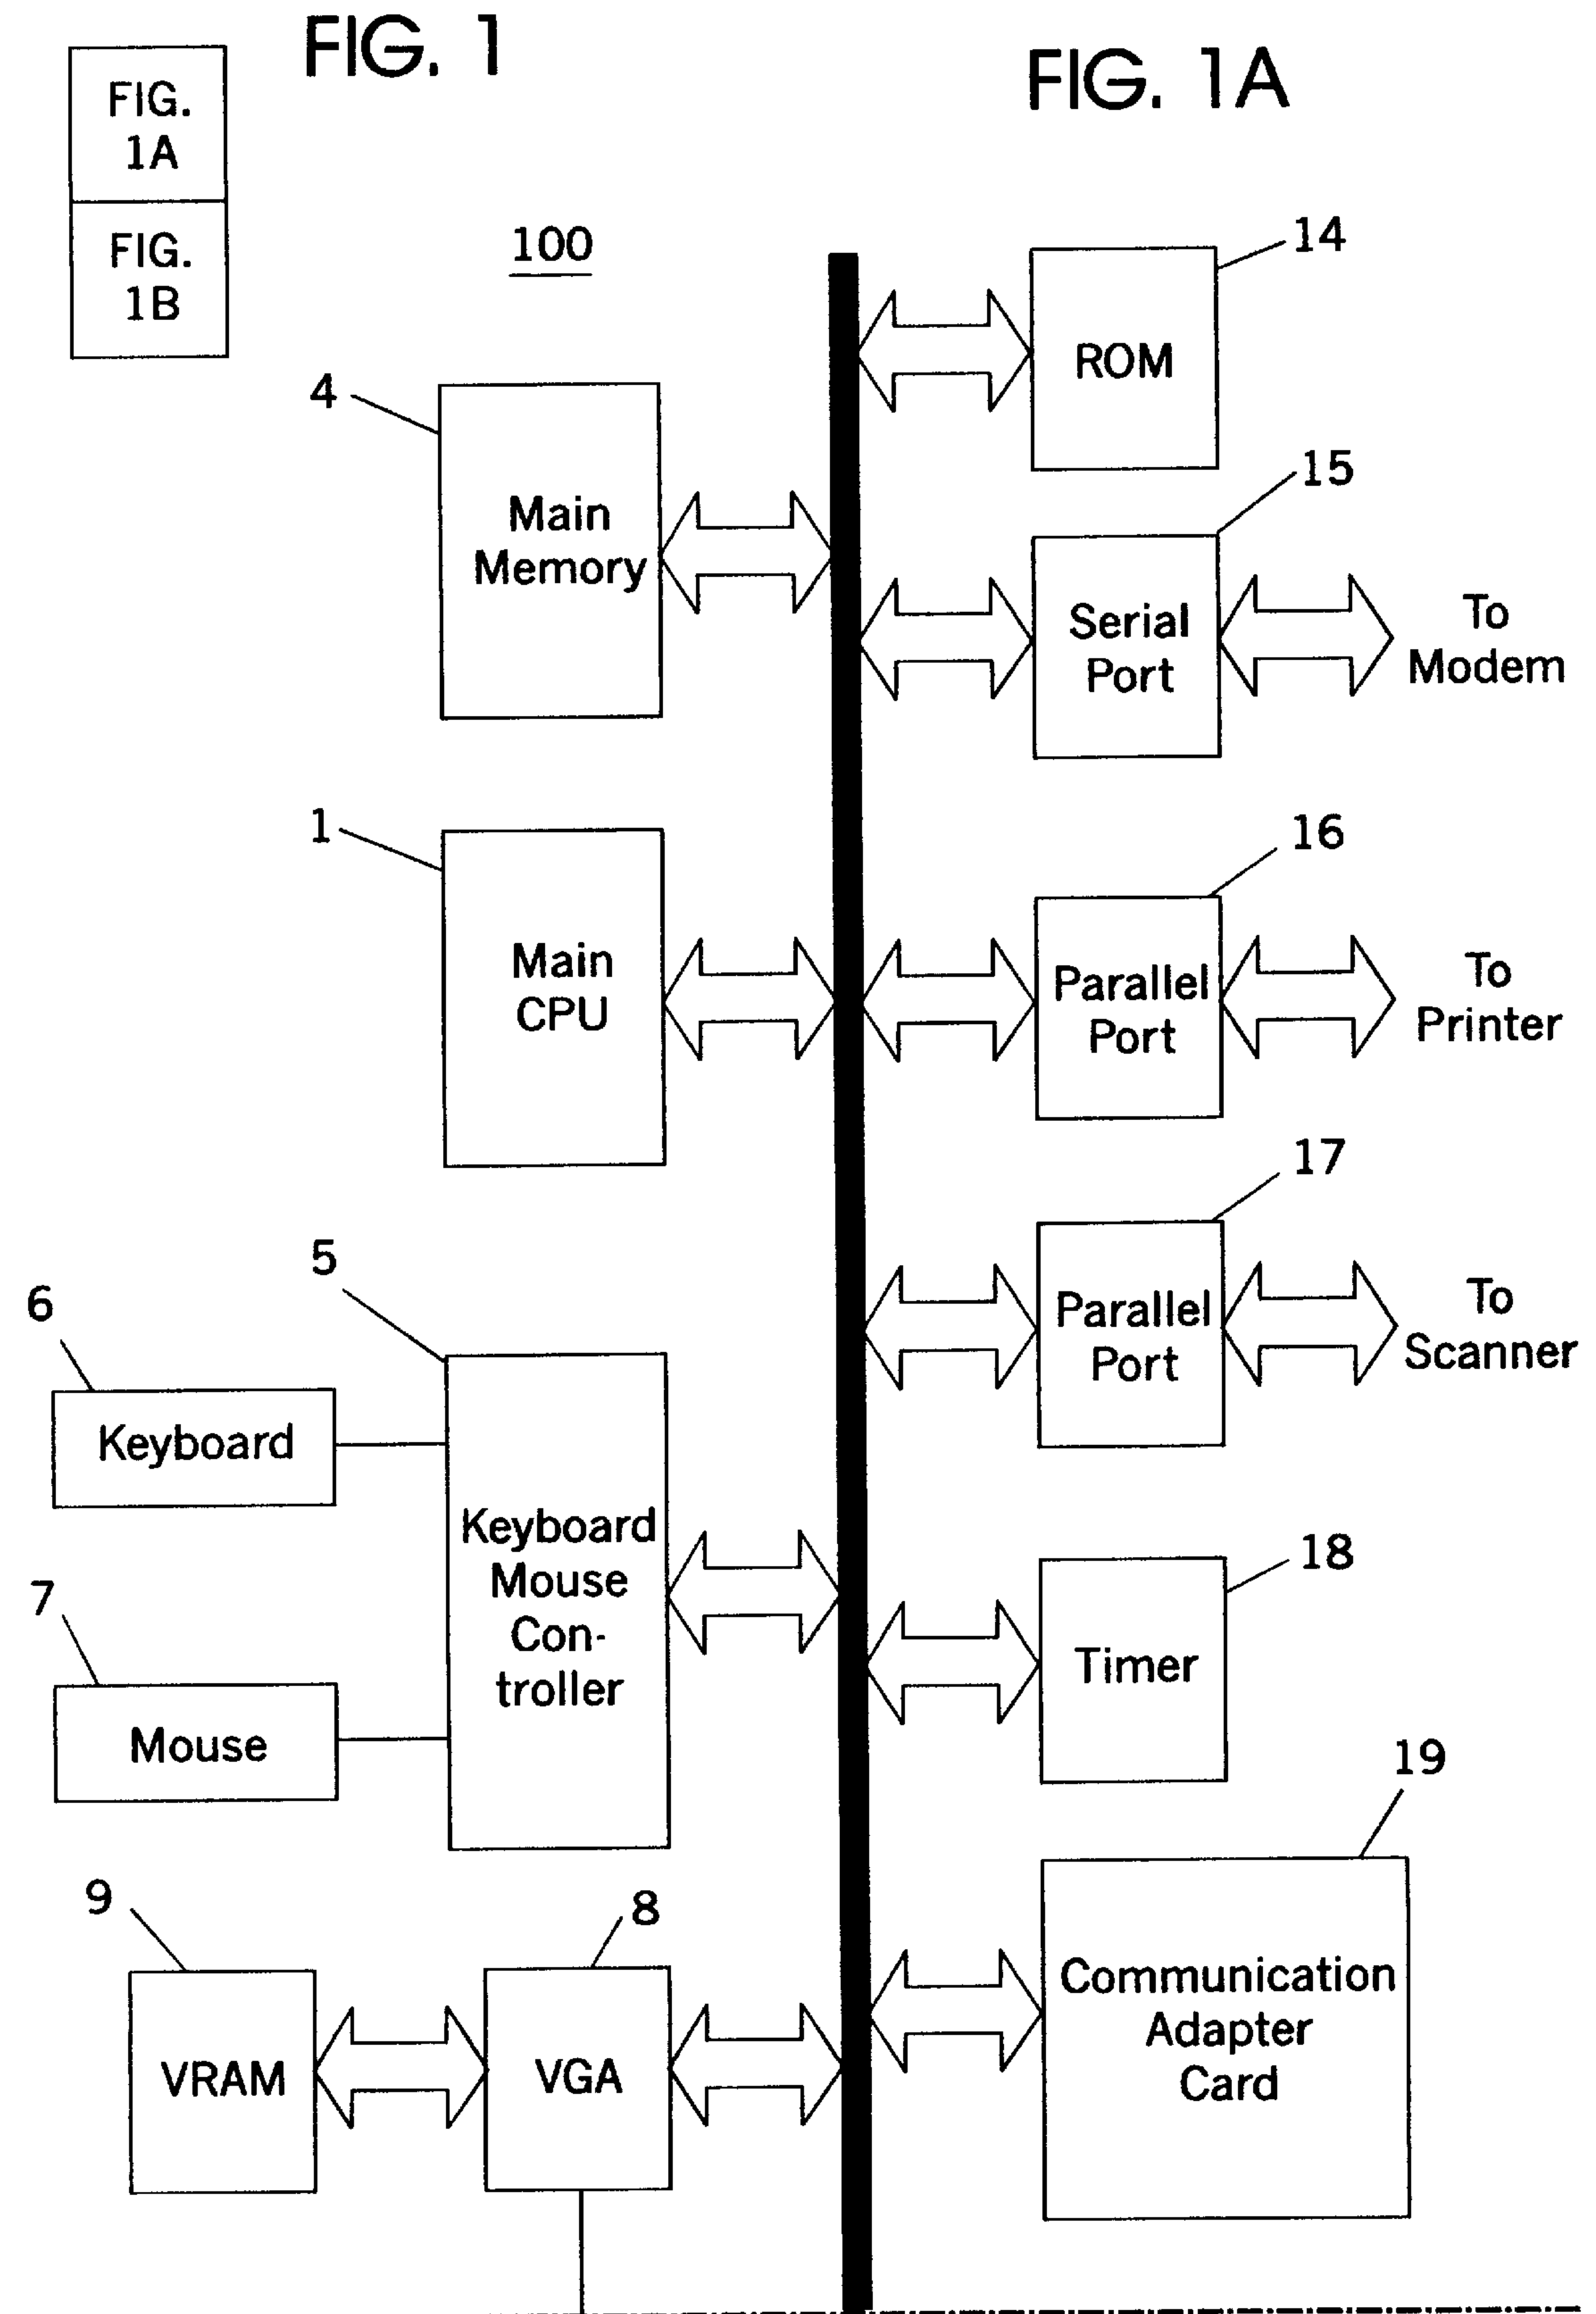 FIG. 1
FIG. 1A
FIG.
1A
FIG.
1B
100
14
ROM
4
Main
Memory
15
Serial
Port
To
Modem
1
Main
CPU
16
Parallel
Port
To
Printer
17
Parallel
Port
To
Scanner
5
6
Keyboard
Keyboard
Mouse
Con-
troller
7
Mouse
18
Timer
19
Communication
Adapter
Card
9
VRAM
8
VGA